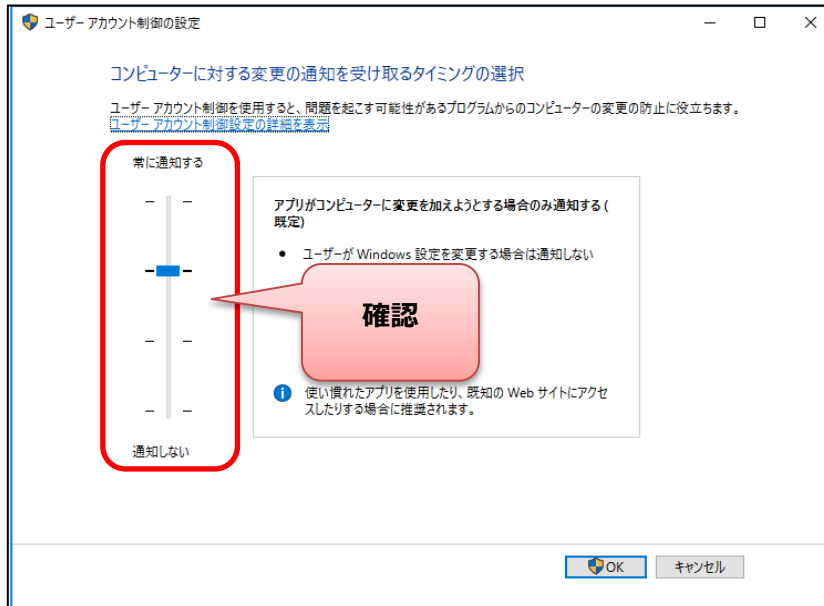 ユーザー アカウント制御の設定
コンピューターに対する変更の通知を受け取るタイミングの選択
ユーザー アカウント制御を使用すると、問題を起こす可能性があるプログラムからのコンピューターの変更の防止に役立ちます。
ユーザー アカウント制御設定の詳細を表示
常に通知する
アプリがコンピューターに変更を加えようとする場合のみ通知する (
既定)
• ユーザーが Windows 設定を変更する場合は通知しない
確認
使い慣れたアプリを使用したり、既知の Web サイトにアクセ
スしたりする場合に推奨されます。
通知しない
OK
キャンセル